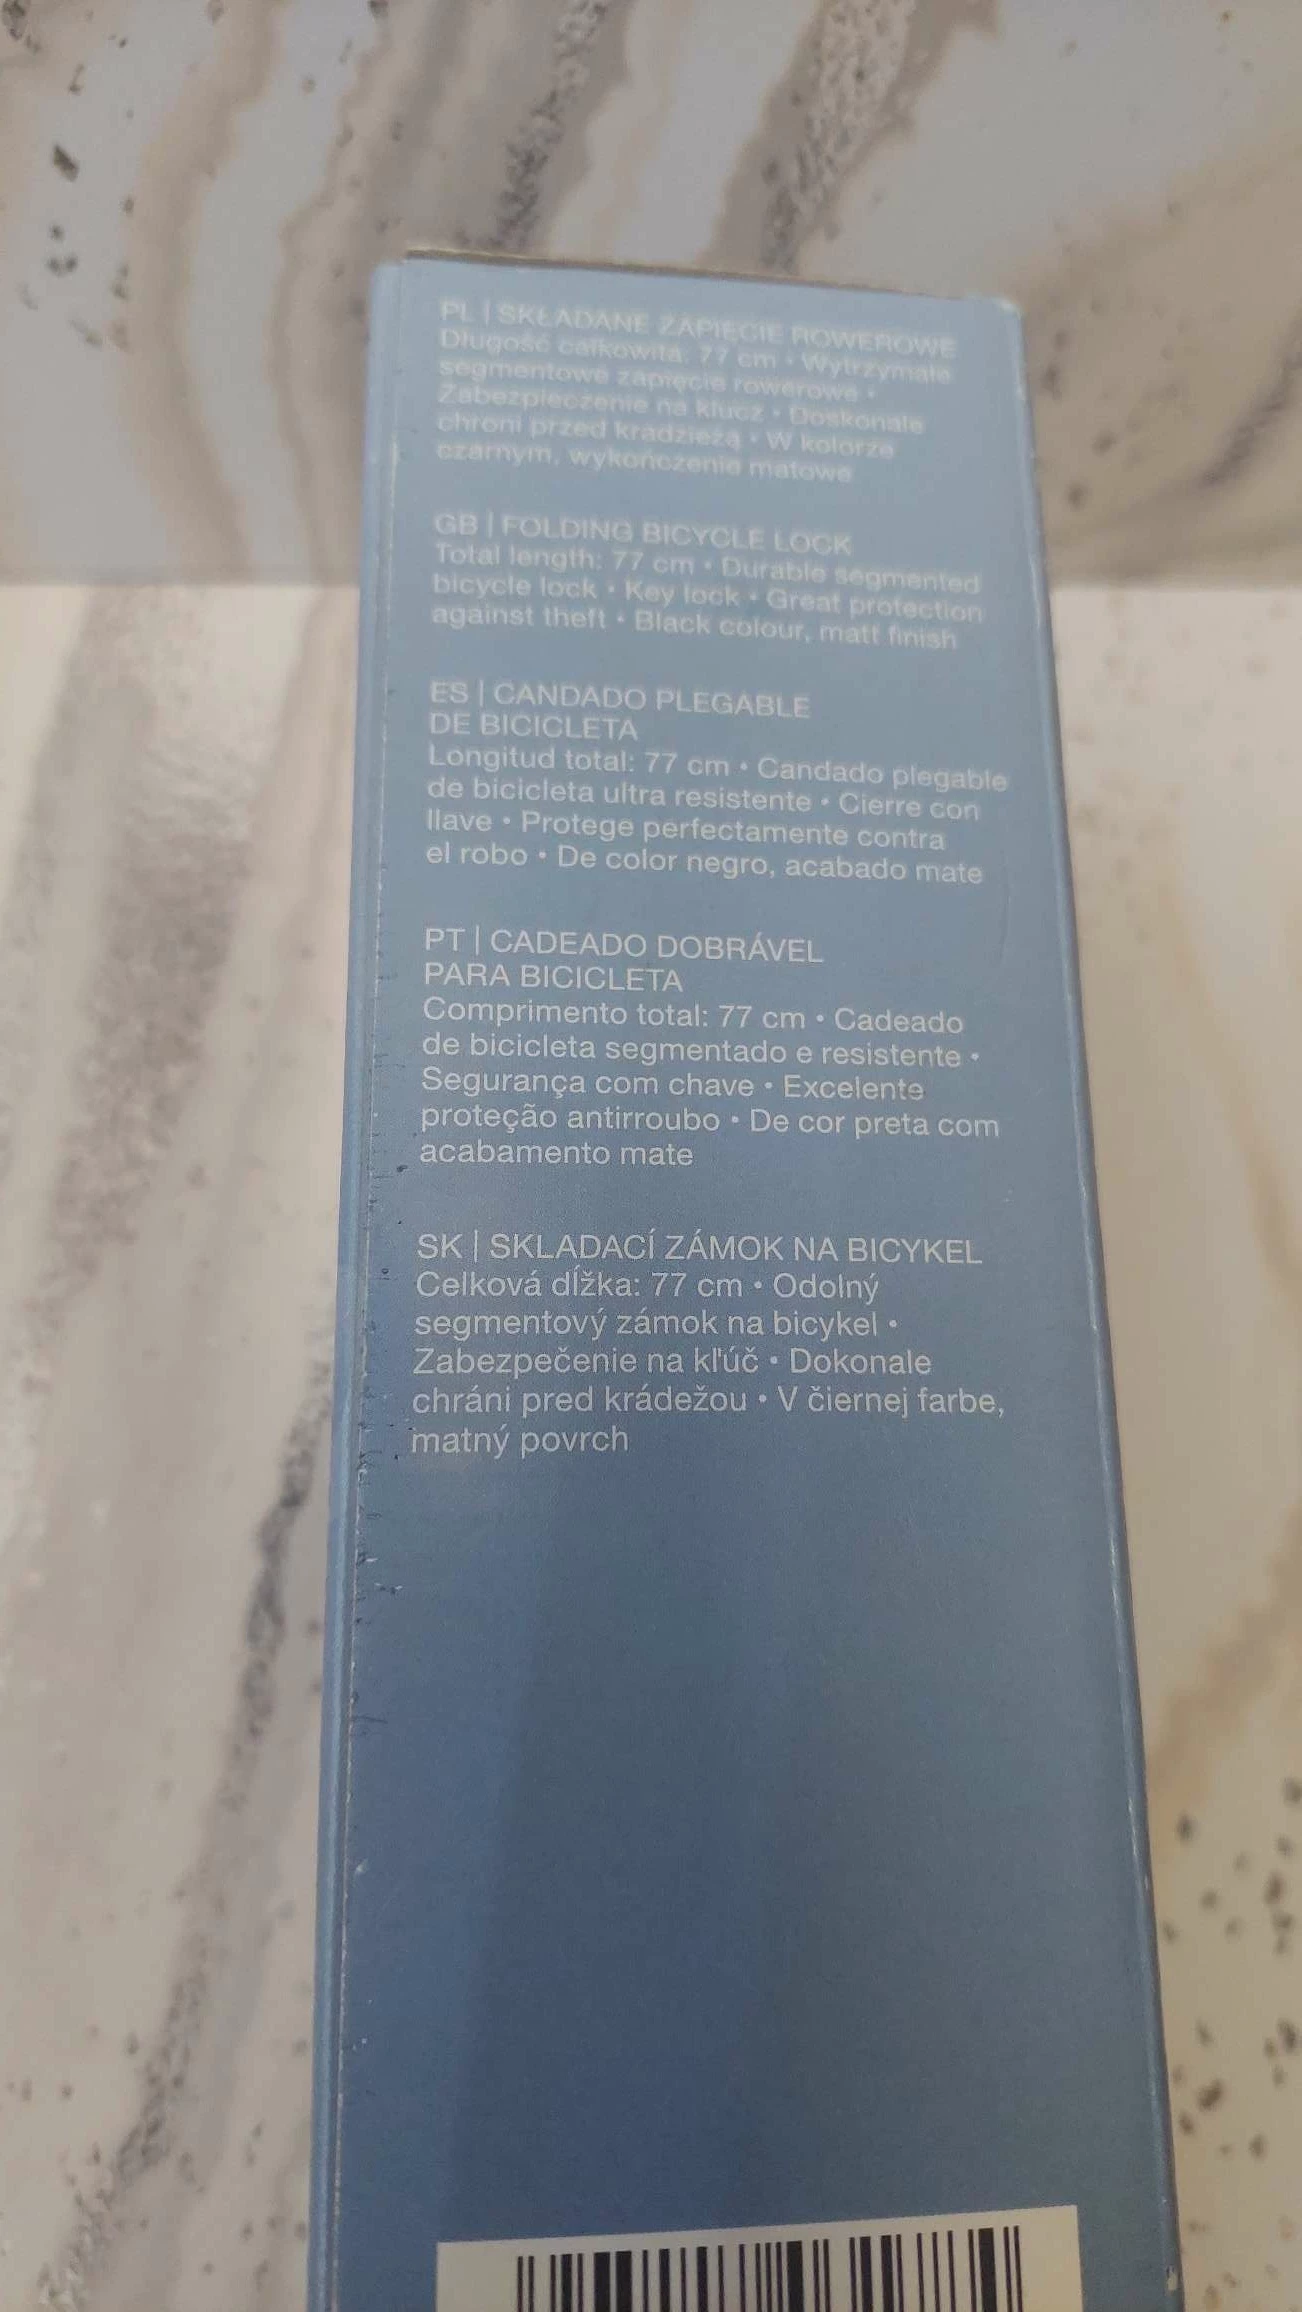 PL | SKŁADANE ZAPIĘCIE ROWEROWE
Długość całkowita: 77 cm • Wytrzymałe
segmentowe zapięcie rowerowe •
Zabezpieczenie na klucz • Doskonale
chroni przed kradzieżą • W kolorze
czarnym, wykończenie matowe
GB | FOLDING BICYCLE LOCK
Total length: 77 cm • Durable segmented
bicycle lock • Key lock • Great protection
against theft • Black colour, matt finish
ES | CANDADO PLEGABLE
DE BICICLETA
Longitud total: 77 cm • Candado plegable
de bicicleta ultra resistente • Cierre con
llave • Protege perfectamente contra
el robo • De color negro, acabado mate
PT | CADEADO DOBRÁVEL
PARA BICICLETA
Comprimento total: 77 cm • Cadeado
de bicicleta segmentado e resistente •
Segurança com chave • Excelente
proteção antirroubo • De cor preta com
acabamento mate
SK | SKLADACÍ ZÁMOK NA BICYKEL
Celková dĺžka: 77 cm • Odolný
segmentový zámok na bicykel •
Zabezpečenie na kľúč • Dokonale
chráni pred krádežou • V čiernej farbe,
matný povrch